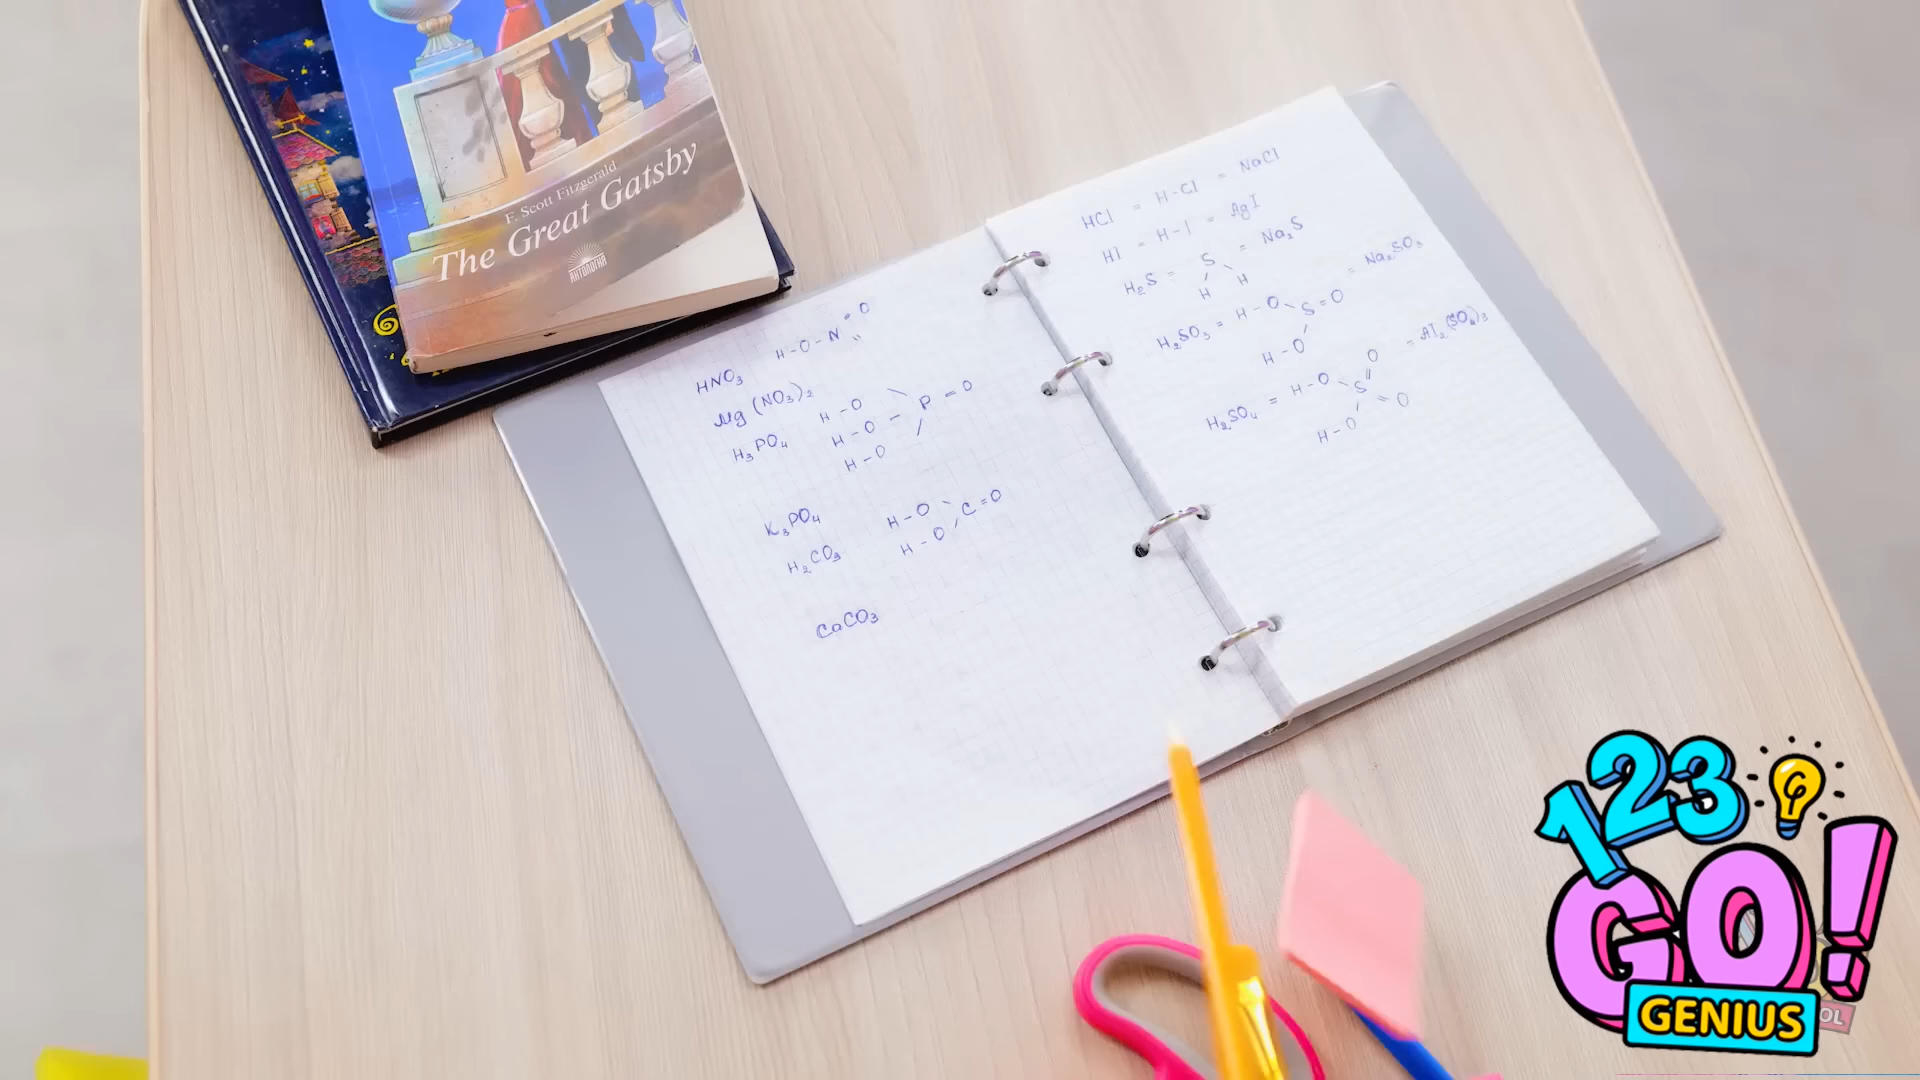 F. Scott Fitzgerald
The Great Gatsby
АНТОЛОГІЯ
H-O-N=O
HNO3
Mg(NO3)2
H3PO4
H-O
H-O - P=O
H-O
K3PO4
H2CO3
H-O C=O
H-O
CaCO3
HCl = H-Cl = NaCl
HI = H-I = AgI
H2S = S = Na2S
H H
H2SO3 = H-O S=O = Na2SO3
H-O
H2SO4 = H-O S O = Al2(SO4)3
O
H-O
123
GO!
GENIUS